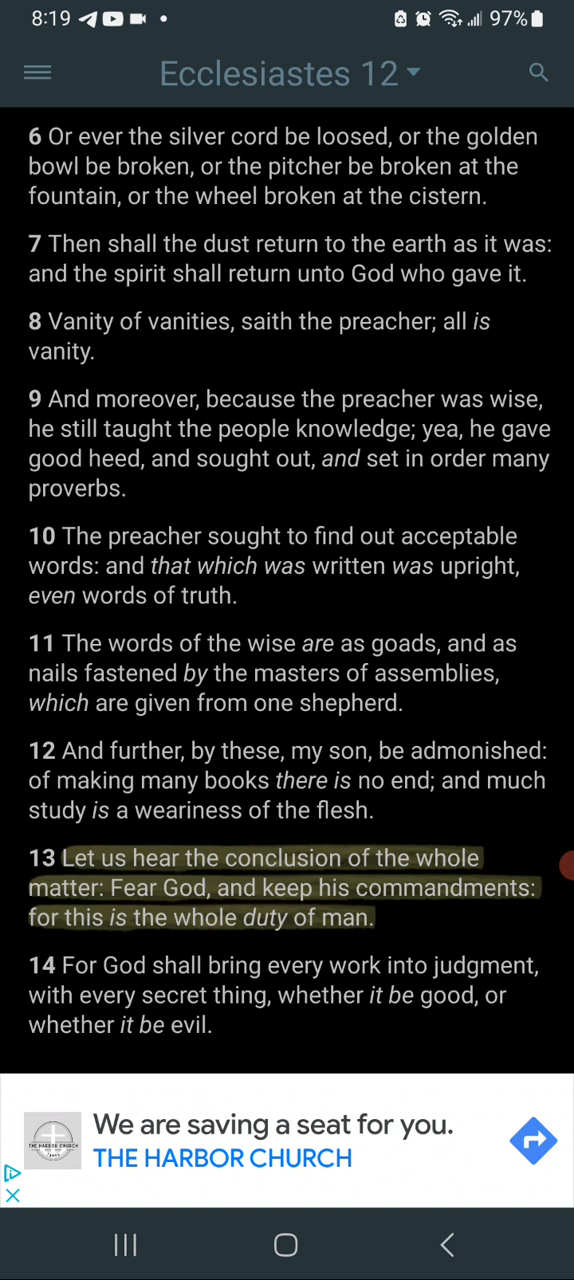 8:19
97%
Ecclesiastes 12
6 Or ever the silver cord be loosed, or the golden
bowl be broken, or the pitcher be broken at the
fountain, or the wheel broken at the cistern.
7 Then shall the dust return to the earth as it was:
and the spirit shall return unto God who gave it.
8 Vanity of vanities, saith the preacher; all is
vanity.
9 And moreover, because the preacher was wise,
he still taught the people knowledge; yea, he gave
good heed, and sought out, and set in order many
proverbs.
10 The preacher sought to find out acceptable
words: and that which was written was upright,
even words of truth.
11 The words of the wise are as goads, and as
nails fastened by the masters of assemblies,
which are given from one shepherd.
12 And further, by these, my son, be admonished:
of making many books there is no end; and much
study is a weariness of the flesh.
13 Let us hear the conclusion of the whole
matter: Fear God, and keep his commandments:
for this is the whole duty of man.
14 For God shall bring every work into judgment,
with every secret thing, whether it be good, or
whether it be evil.
THE HARBOR CHURCH
We are saving a seat for you.
THE HARBOR CHURCH